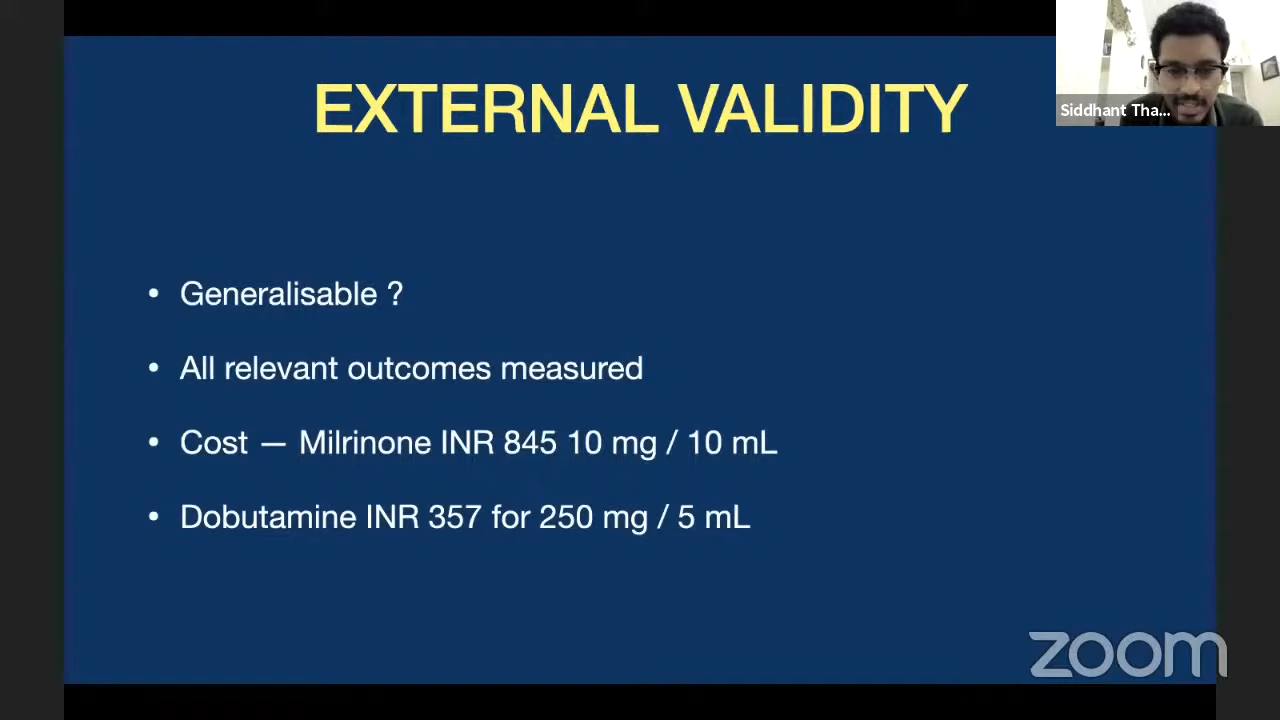 EXTERNAL VALIDITY
Siddhant Tha...
• Generalisable ?
• All relevant outcomes measured
• Cost — Milrinone INR 845 10 mg / 10 mL
• Dobutamine INR 357 for 250 mg / 5 mL
zoom